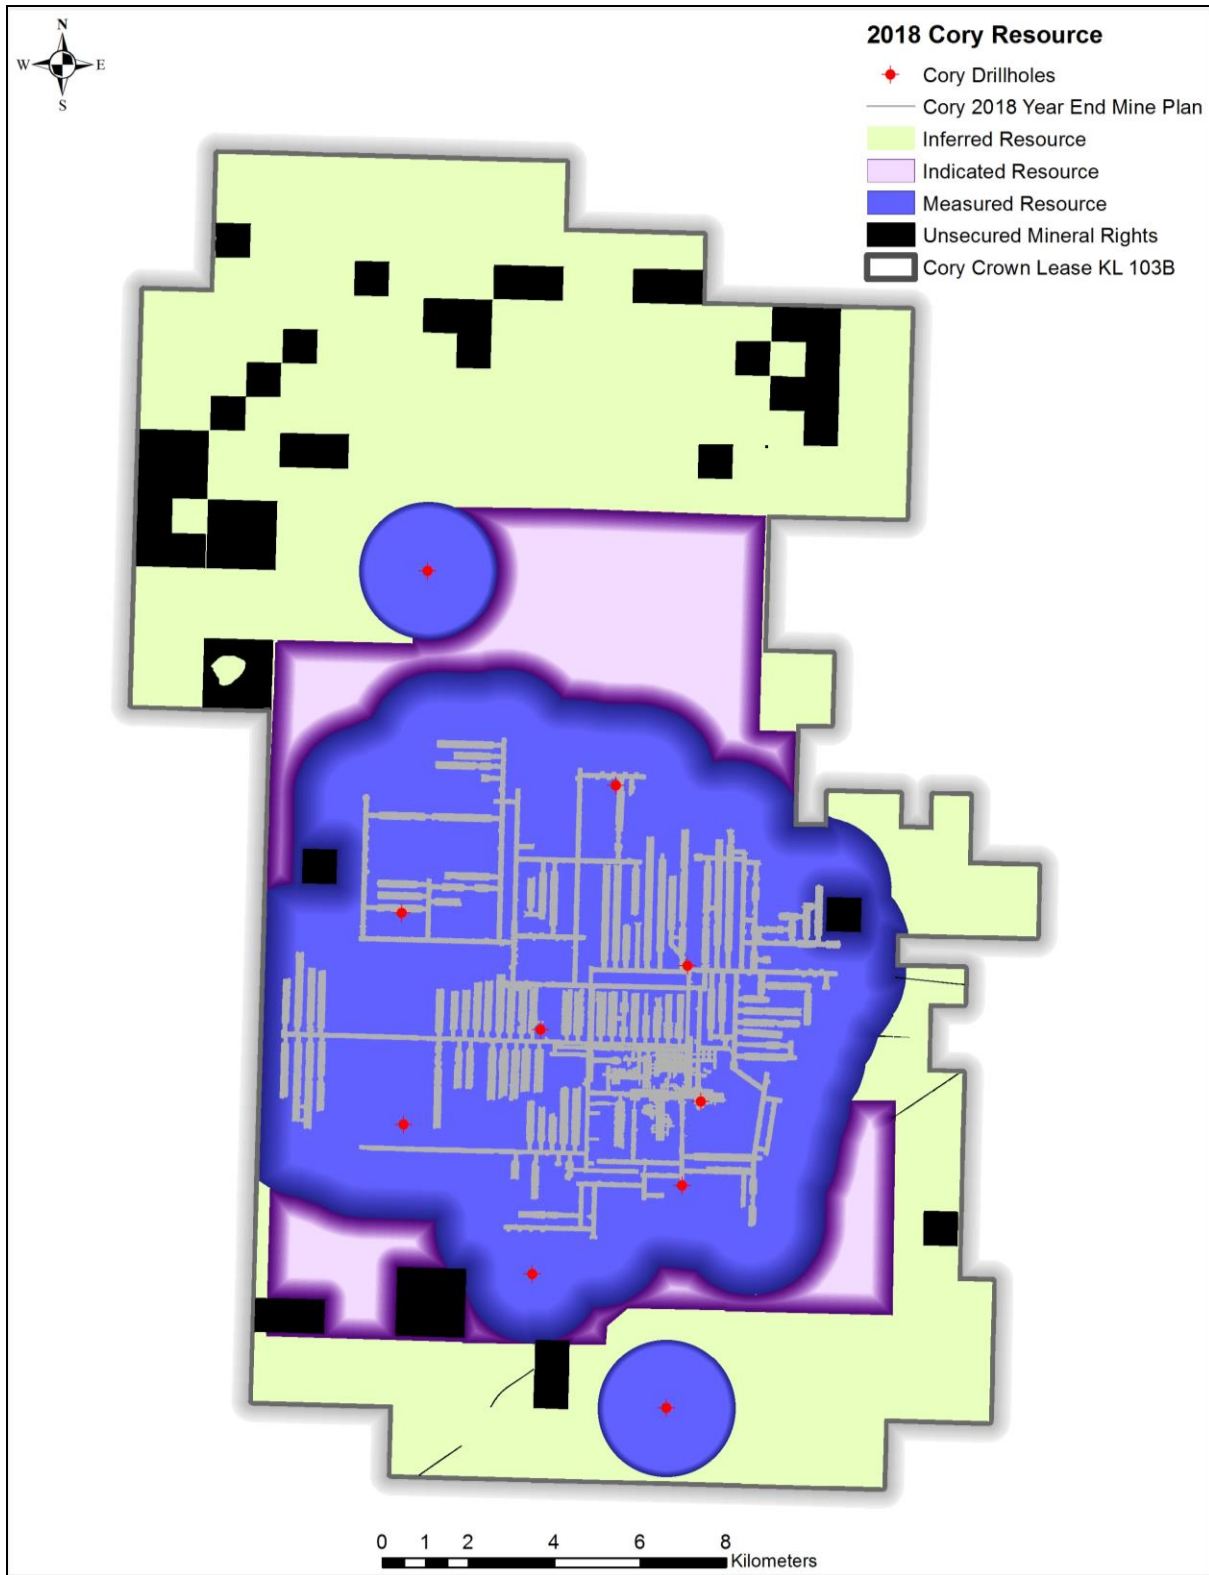 N
W E
S
2018 Cory Resource
Cory Drillholes
Cory 2018 Year End Mine Plan
Inferred Resource
Indicated Resource
Measured Resource
Unsecured Mineral Rights
Cory Crown Lease KL 103B
0 1 2 4 6 8
Kilometers